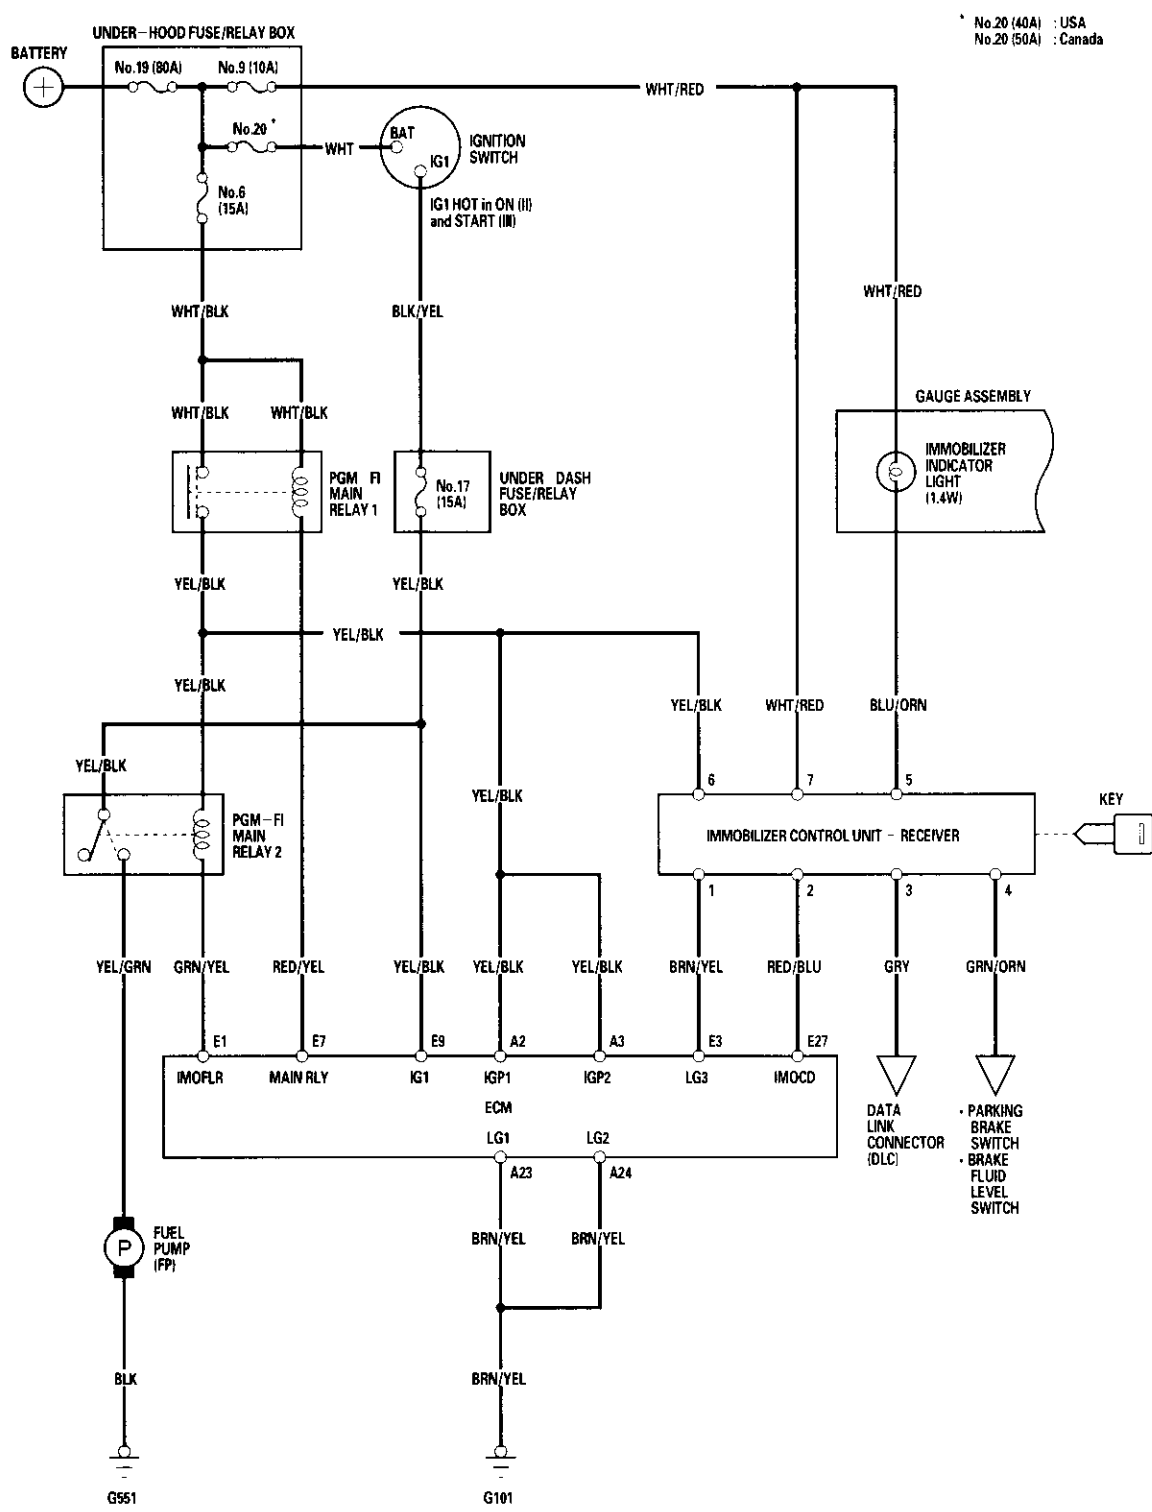 * No.20 (40A) : USA
No.20 (50A) : Canada
UNDER-HOOD FUSE/RELAY BOX
BATTERY
No.19 (80A)
No.9 (10A)
WHT/RED
No.20 *
WHT
BAT
IG1
IGNITION
SWITCH
No.6
(15A)
IG1 HOT in ON (II)
and START (III)
WHT/BLK
BLK/YEL
WHT/RED
WHT/BLK
WHT/BLK
GAUGE ASSEMBLY
IMMOBILIZER
INDICATOR
LIGHT
(1.4W)
PGM FI
MAIN
RELAY 1
No.17
(15A)
UNDER DASH
FUSE/RELAY
BOX
YEL/BLK
YEL/BLK
YEL/BLK
YEL/BLK
YEL/BLK
WHT/RED
BLU/ORN
YEL/BLK
YEL/BLK
6
7
5
KEY
PGM-FI
MAIN
RELAY 2
IMMOBILIZER CONTROL UNIT - RECEIVER
1
2
3
4
YEL/GRN
GRN/YEL
RED/YEL
YEL/BLK
YEL/BLK
YEL/BLK
BRN/YEL
RED/BLU
GRY
GRN/ORN
E1
E7
E9
A2
A3
E3
E27
IMOFLR
MAIN RLY
IG1
IGP1
IGP2
LG3
IMOCD
ECM
LG1
LG2
A23
A24
DATA
LINK
CONNECTOR
(DLC)
· PARKING
BRAKE
SWITCH
· BRAKE
FLUID
LEVEL
SWITCH
BRN/YEL
BRN/YEL
P
FUEL
PUMP
(FP)
BLK
BRN/YEL
G551
G101